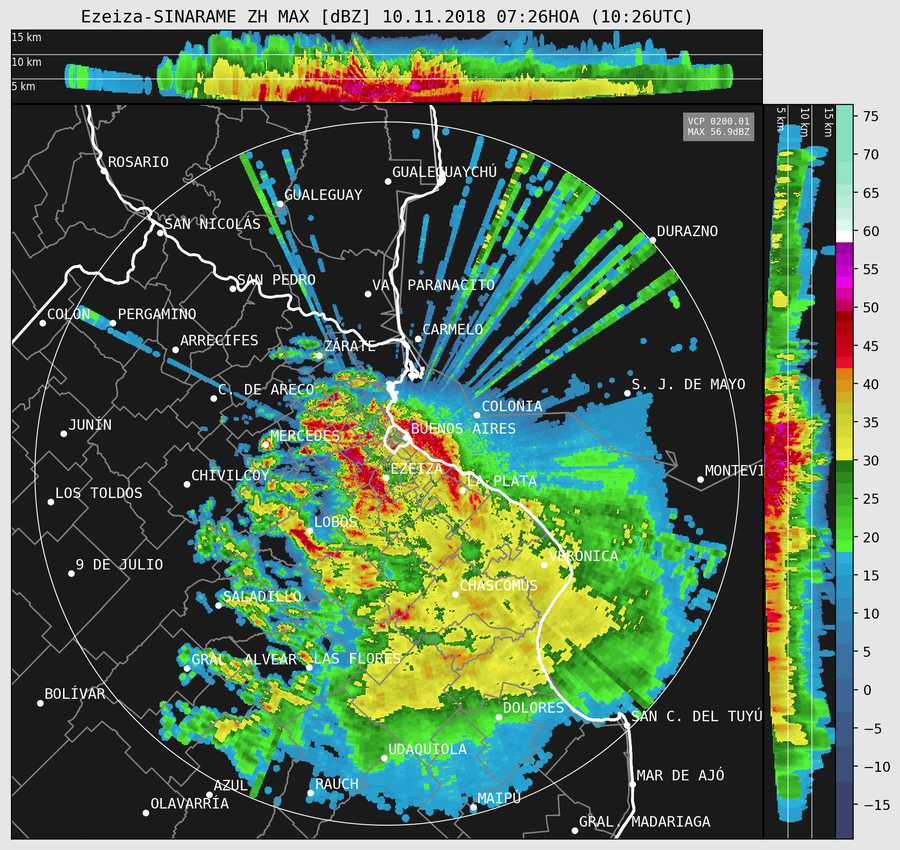 Ezeiza-SINARAME ZH MAX [dBZ] 10.11.2018 07:26HOA (10:26UTC)
15 km
10 km
5 km
5 km
10 km
15 km
VCP 0200.01
MAX 56.9dBZ
ROSARIO
GUALEGUAYCHÚ
GUALEGUAY
SAN NICOLÁS
DURAZNO
SAN PEDRO
VA. PARANACITO
COLÓN
PERGAMINO
CARMELO
ARRECIFES
ZÁRATE
C. DE ARECO
S. J. DE MAYO
COLONIA
JUNÍN
BUENOS AIRES
MERCEDES
EZEIZA
MONTEVI
CHIVILCOY
LA PLATA
LOS TOLDOS
LOBOS
VERÓNICA
9 DE JULIO
CHASCOMÚS
SALADILLO
GRAL. ALVEAR
LAS FLORES
BOLÍVAR
DOLORES
SAN C. DEL TUYÚ
UDAQUIOLA
MAR DE AJÓ
AZUL
RAUCH
OLAVARRÍA
MAIPÚ
GRAL. MADARIAGA
75
70
65
60
55
50
45
40
35
30
25
20
15
10
5
0
−5
−10
−15